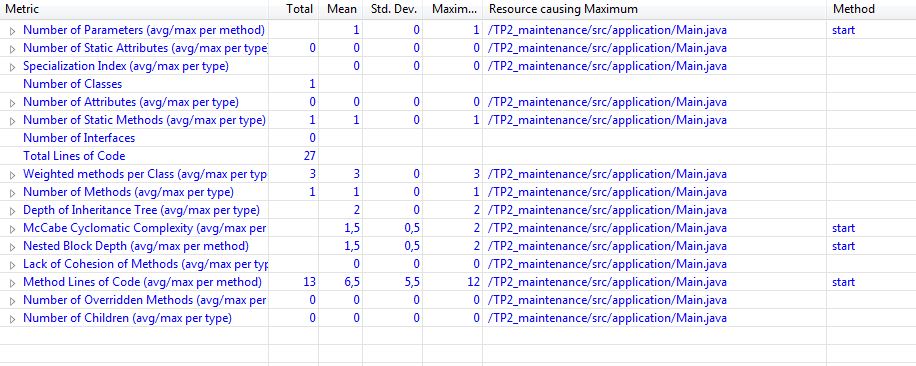 Metric Total Mean Std. Dev. Maxim... Resource causing Maximum Method
Number of Parameters (avg/max per method) 1 0 1 /TP2_maintenance/src/application/Main.java start
Number of Static Attributes (avg/max per type 0 0 0 0 /TP2_maintenance/src/application/Main.java
Specialization Index (avg/max per type) 0 0 0 /TP2_maintenance/src/application/Main.java
Number of Classes 1
Number of Attributes (avg/max per type) 0 0 0 0 /TP2_maintenance/src/application/Main.java
Number of Static Methods (avg/max per type) 1 1 0 1 /TP2_maintenance/src/application/Main.java
Number of Interfaces 0
Total Lines of Code 27
Weighted methods per Class (avg/max per typ 3 3 0 3 /TP2_maintenance/src/application/Main.java
Number of Methods (avg/max per type) 1 1 0 1 /TP2_maintenance/src/application/Main.java
Depth of Inheritance Tree (avg/max per type) 2 0 2 /TP2_maintenance/src/application/Main.java
McCabe Cyclomatic Complexity (avg/max per 1,5 0,5 2 /TP2_maintenance/src/application/Main.java start
Nested Block Depth (avg/max per method) 1,5 0,5 2 /TP2_maintenance/src/application/Main.java start
Lack of Cohesion of Methods (avg/max per typ 0 0 0 /TP2_maintenance/src/application/Main.java
Method Lines of Code (avg/max per method) 13 6,5 5,5 12 /TP2_maintenance/src/application/Main.java start
Number of Overridden Methods (avg/max per 0 0 0 0 /TP2_maintenance/src/application/Main.java
Number of Children (avg/max per type) 0 0 0 0 /TP2_maintenance/src/application/Main.java